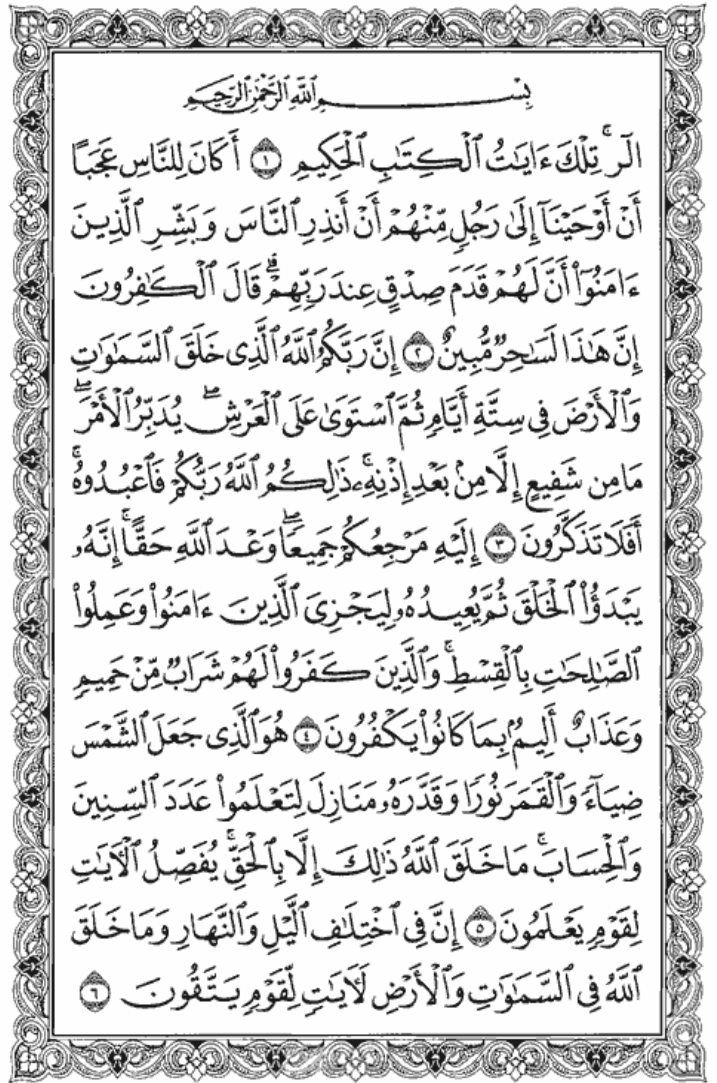 بِسْمِ ٱللَّهِ ٱلرَّحْمَٰنِ ٱلرَّحِيمِ
الٓر ۚ تِلْكَ ءَايَٰتُ ٱلْكِتَٰبِ ٱلْحَكِيمِ ١ أَكَانَ لِلنَّاسِ عَجَبًا
أَنْ أَوْحَيْنَآ إِلَىٰ رَجُلٍ مِّنْهُمْ أَنْ أَنذِرِ ٱلنَّاسَ وَبَشِّرِ ٱلَّذِينَ
ءَامَنُوٓا۟ أَنَّ لَهُمْ قَدَمَ صِدْقٍ عِندَ رَبِّهِمْ ۗ قَالَ ٱلْكَٰفِرُونَ
إِنَّ هَٰذَا لَسَٰحِرٌ مُّبِينٌ ٢ إِنَّ رَبَّكُمُ ٱللَّهُ ٱلَّذِى خَلَقَ ٱلسَّمَٰوَٰتِ
وَٱلْأَرْضَ فِى سِتَّةِ أَيَّامٍ ثُمَّ ٱسْتَوَىٰ عَلَى ٱلْعَرْشِ ۖ يُدَبِّرُ ٱلْأَمْرَ ۖ
مَا مِن شَفِيعٍ إِلَّا مِنۢ بَعْدِ إِذْنِهِۦ ۚ ذَٰلِكُمُ ٱللَّهُ رَبُّكُمْ فَٱعْبُدُوهُ ۚ
أَفَلَا تَذَكَّرُونَ ٣ إِلَيْهِ مَرْجِعُكُمْ جَمِيعًا ۖ وَعْدَ ٱللَّهِ حَقًّا ۚ إِنَّهُۥ
يَبْدَؤُا۟ ٱلْخَلْقَ ثُمَّ يُعِيدُهُۥ لِيَجْزِىَ ٱلَّذِينَ ءَامَنُوا۟ وَعَمِلُوا۟
ٱلصَّٰلِحَٰتِ بِٱلْقِسْطِ ۚ وَٱلَّذِينَ كَفَرُوا۟ لَهُمْ شَرَابٌ مِّنْ حَمِيمٍ
وَعَذَابٌ أَلِيمٌۢ بِمَا كَانُوا۟ يَكْفُرُونَ ٤ هُوَ ٱلَّذِى جَعَلَ ٱلشَّمْسَ
ضِيَآءً وَٱلْقَمَرَ نُورًا وَقَدَّرَهُۥ مَنَازِلَ لِتَعْلَمُوا۟ عَدَدَ ٱلسِّنِينَ
وَٱلْحِسَابَ ۚ مَا خَلَقَ ٱللَّهُ ذَٰلِكَ إِلَّا بِٱلْحَقِّ ۚ يُفَصِّلُ ٱلْءَايَٰتِ
لِقَوْمٍ يَعْلَمُونَ ٥ إِنَّ فِى ٱخْتِلَٰفِ ٱلَّيْلِ وَٱلنَّهَارِ وَمَا خَلَقَ
ٱللَّهُ فِى ٱلسَّمَٰوَٰتِ وَٱلْأَرْضِ لَءَايَٰتٍ لِّقَوْمٍ يَتَّقُونَ ٦